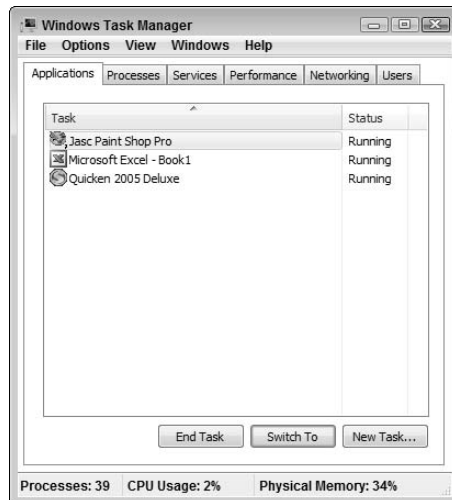 Windows Task Manager
File Options View Windows Help
Applications Processes Services Performance Networking Users
Task Status
Jasc Paint Shop Pro Running
Microsoft Excel - Book1 Running
Quicken 2005 Deluxe Running
End Task Switch To New Task...
Processes: 39 CPU Usage: 2% Physical Memory: 34%